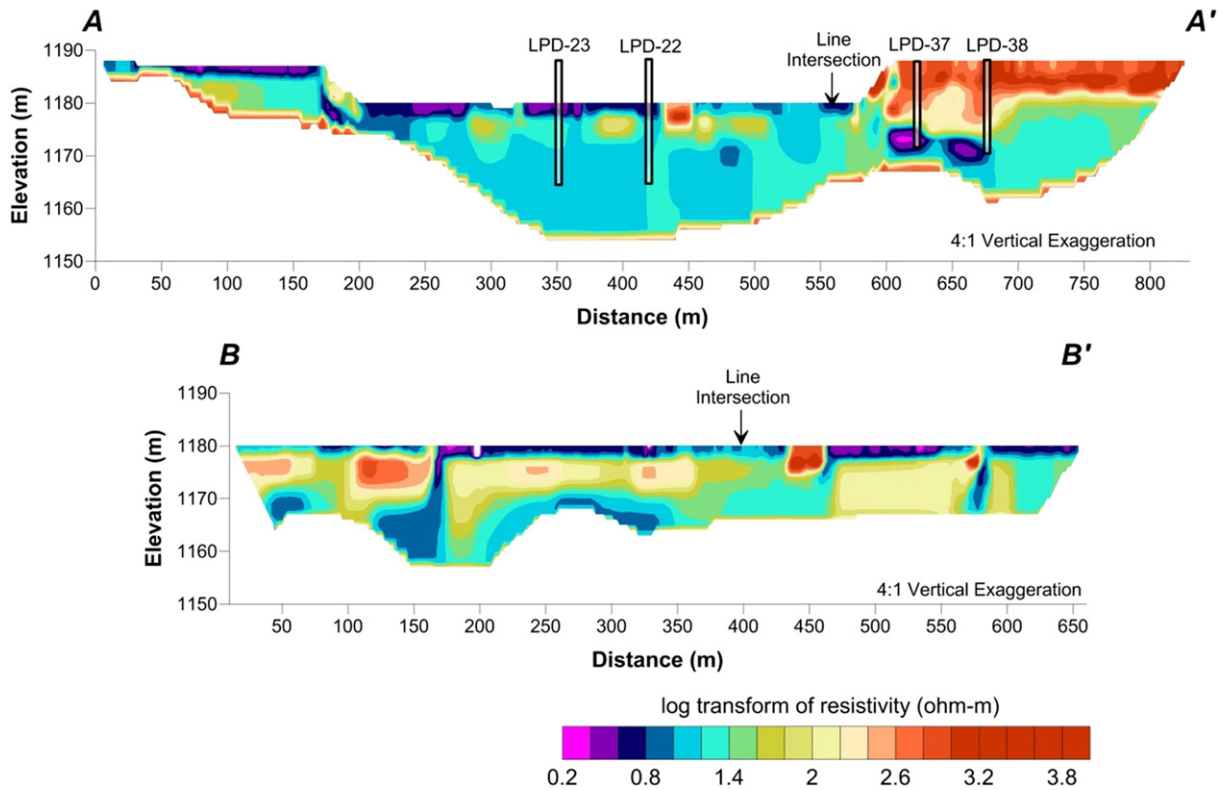 A
A'
LPD-23
LPD-22
Line
Intersection
LPD-37
LPD-38
1190
1180
1170
1160
1150
Elevation (m)
4:1 Vertical Exaggeration
0
50
100
150
200
250
300
350
400
450
500
550
600
650
700
750
800
Distance (m)
B
B'
Line
Intersection
1190
1180
1170
1160
1150
Elevation (m)
4:1 Vertical Exaggeration
50
100
150
200
250
300
350
400
450
500
550
600
650
Distance (m)
log transform of resistivity (ohm-m)
0.2
0.8
1.4
2
2.6
3.2
3.8